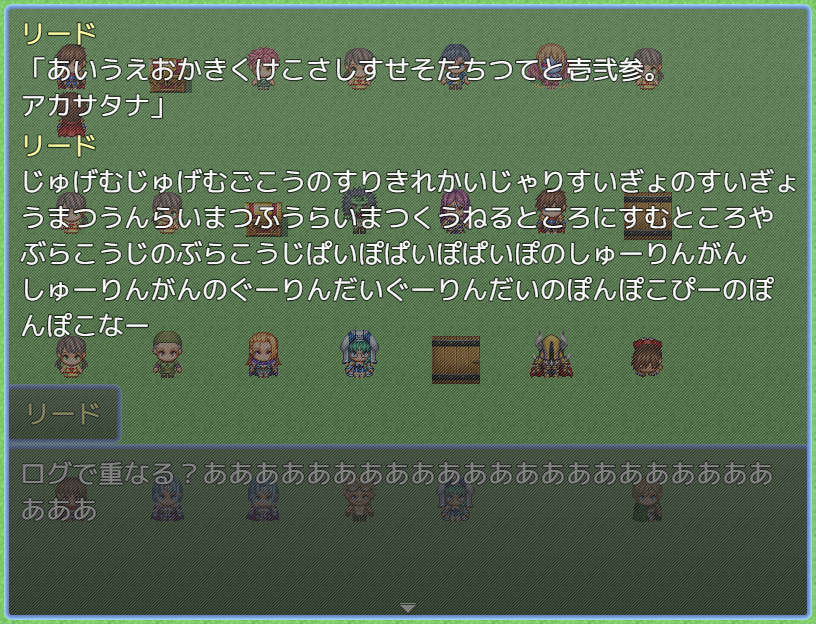 リード
「あいうえおかきくけこさしすせそたちつてと壱弐参。
アカサタナ」
リード
じゅげむじゅげむごこうのすりきれかいじゃりすいぎょのすいぎょ
うまつうんらいまつふうらいまつくうねるところにすむところや
ぶらこうじのぶらこうじぱいぽぱいぽぱいぽのしゅーりんがん
しゅーりんがんのぐーりんだいぐーりんだいのぽんぽこぴーのぽ
んぽこなー
リード
ログで重なる？ああああああああああああああああああああああ
あああ